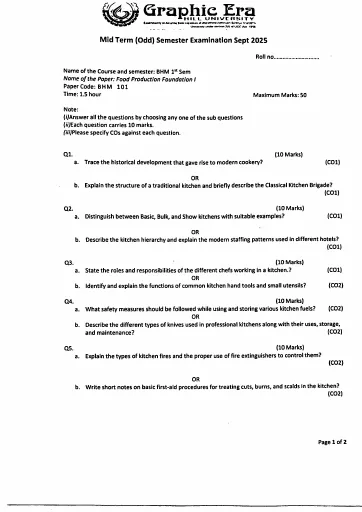 Graphic Era
HILL UNIVERSITY
Mid Term (Odd) Semester Examination Sept 2025
Roll no...........................
Name of the Course and semester: BHM 1st Sem
Name of the Paper: Food Production Foundation I
Paper Code: BHM 101
Time: 1.5 hour Maximum Marks: 50
Note:
(i)Answer all the questions by choosing any one of the sub questions
(ii)Each question carries 10 marks.
(iii)Please specify COs against each question.
Q1. (10 Marks)
a. Trace the historical development that gave rise to modern cookery? (CO1)
OR
b. Explain the structure of a traditional kitchen and briefly describe the Classical Kitchen Brigade?
(CO1)
Q2. (10 Marks)
a. Distinguish between Basic, Bulk, and Show kitchens with suitable examples? (CO1)
OR
b. Describe the kitchen hierarchy and explain the modern staffing patterns used in different hotels?
(CO1)
Q3. (10 Marks)
a. State the roles and responsibilities of the different chefs working in a kitchen.? (CO1)
OR
b. Identify and explain the functions of common kitchen hand tools and small utensils? (CO2)
Q4. (10 Marks)
a. What safety measures should be followed while using and storing various kitchen fuels? (CO2)
OR
b. Describe the different types of knives used in professional kitchens along with their uses, storage,
and maintenance? (CO2)
Q5. (10 Marks)
a. Explain the types of kitchen fires and the proper use of fire extinguishers to control them?
(CO2)
OR
b. Write short notes on basic first-aid procedures for treating cuts, burns, and scalds in the kitchen?
(CO2)
Page 1 of 2